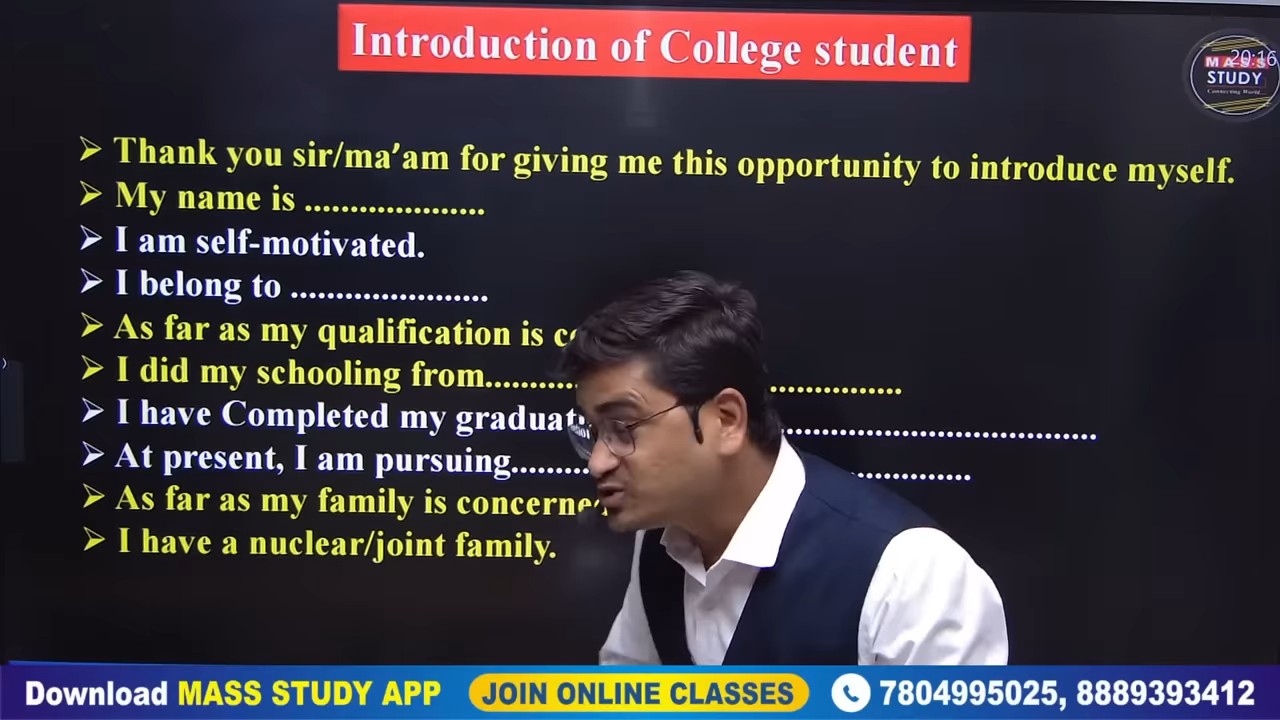 Introduction of College student
20:16
MASS
STUDY
Connecting World...
➢ Thank you sir/ma’am for giving me this opportunity to introduce myself.
➢ My name is ....................
➢ I am self-motivated.
➢ I belong to ......................
➢ As far as my qualification is
➢ I did my schooling from.......... ...............
➢ I have Completed my ...................................
➢ At present, I am pursuing......... .............
➢ As far as my family is
➢ I have a nuclear/joint family.
Download MASS STUDY APP JOIN ONLINE CLASSES 7804995025, 8889393412